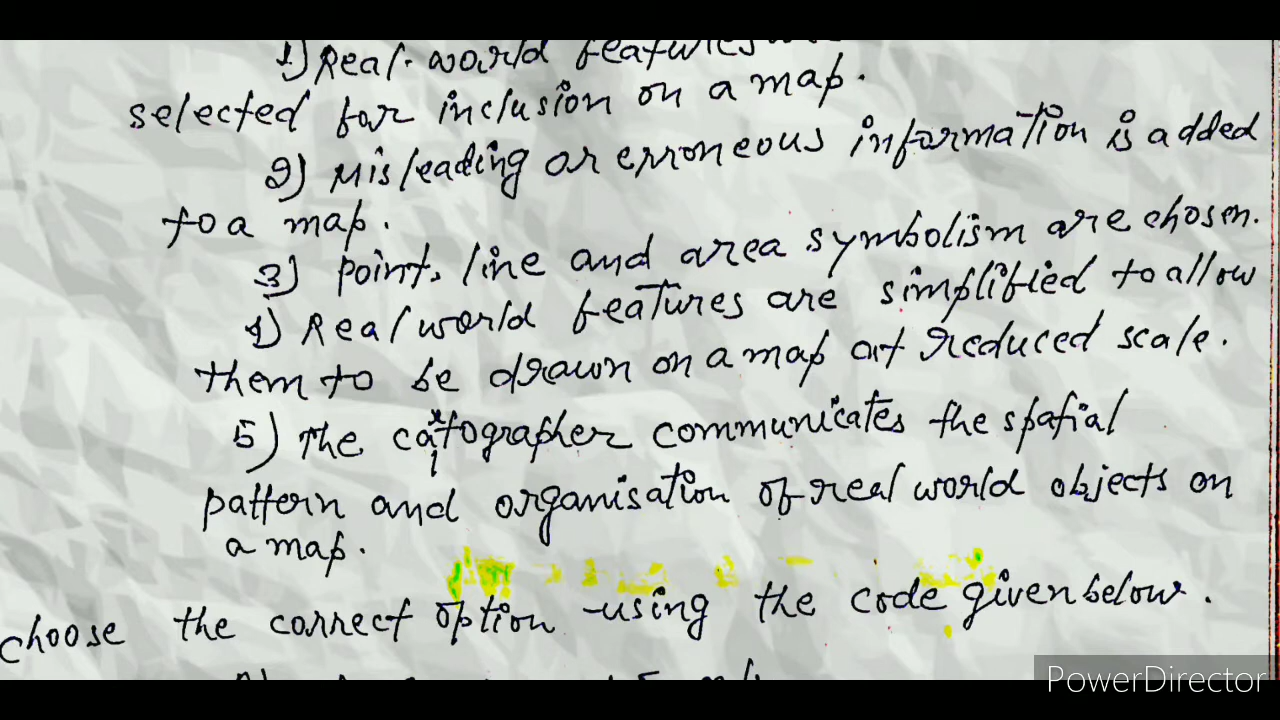 1) Real-world features
selected for inclusion on a map.
2) Misleading or erroneous information is added
to a map.
3) Point, line and area symbolism are chosen.
4) Real world features are simplified to allow
them to be drawn on a map at reduced scale.
5) The cartographer communicates the spatial
pattern and organisation of real world objects on
a map.
choose the correct option using the code given below.
PowerDirector